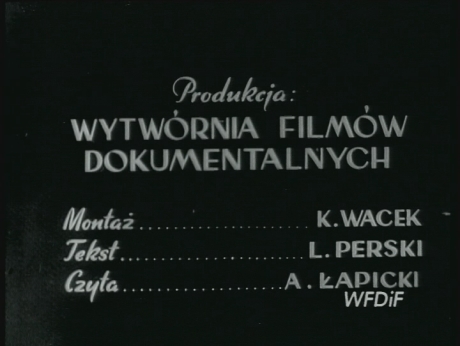 Produkcja:
WYTWÓRNIA FILMÓW
DOKUMENTALNYCH
Montaż.....................K. WACEK
Tekst.......................L. PERSKI
Czyta....................A. ŁAPICKI
WFDiF